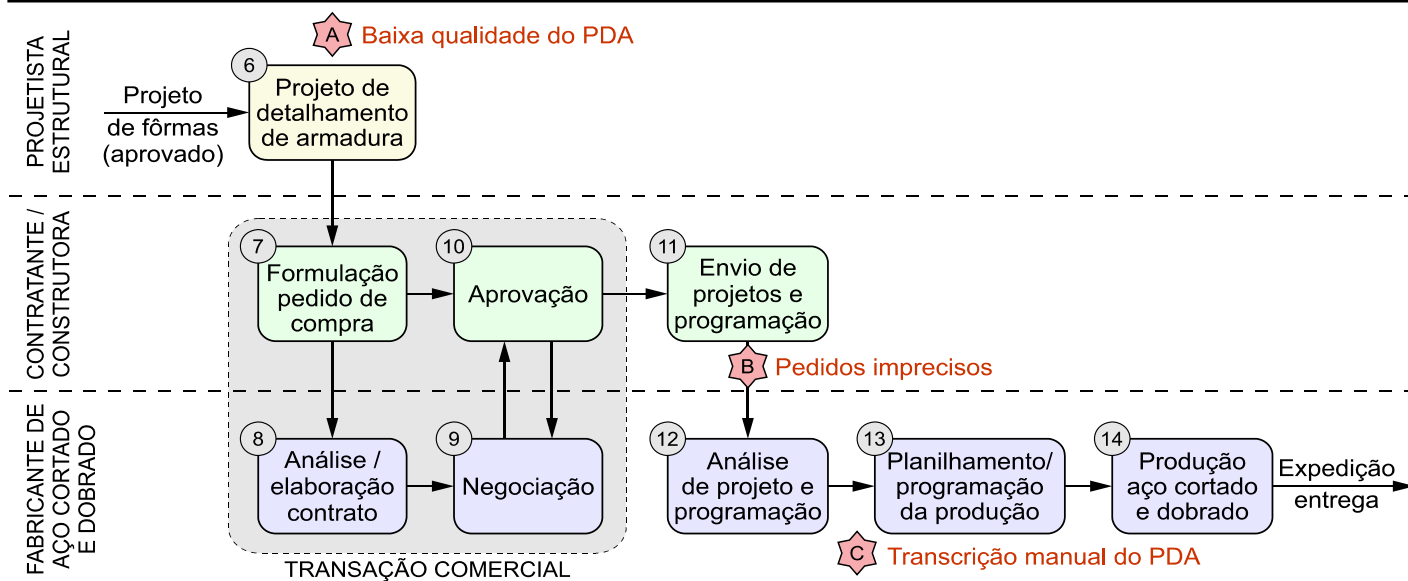 PROJETISTA
ESTRUTURAL
A
Baixa qualidade do PDA
6
Projeto de
detalhamento
de armadura
Projeto
de fôrmas
(aprovado)
CONTRATANTE /
CONSTRUTORA
7
Formulação
pedido de
compra
10
Aprovação
11
Envio de
projetos e
programação
B
Pedidos imprecisos
FABRICANTE DE
AÇO CORTADO
E DOBRADO
8
Análise /
elaboração
contrato
9
Negociação
12
Análise
de projeto e
programação
13
Planilhamento/
programação
da produção
14
Produção
aço cortado
e dobrado
Expedição
entrega
C
Transcrição manual do PDA
TRANSAÇÃO COMERCIAL